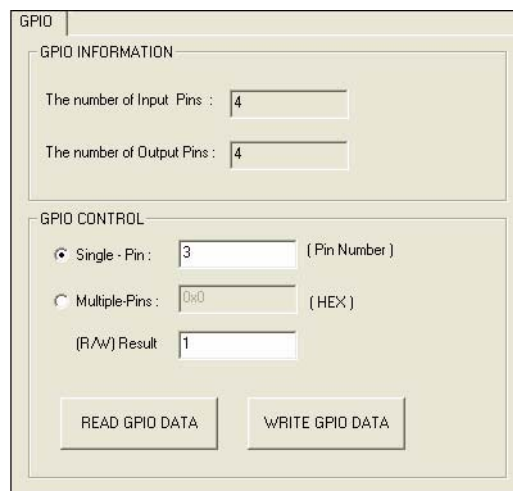 GPIO
GPIO INFORMATION
The number of Input Pins : 4
The number of Output Pins : 4
GPIO CONTROL
Single - Pin : 3 ( Pin Number )
Multiple-Pins : 0x0 ( HEX )
(R/W) Result 1
READ GPIO DATA WRITE GPIO DATA